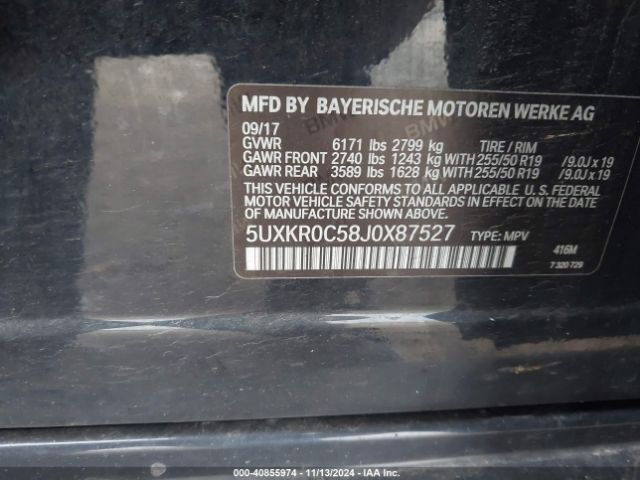 MFD BY BAYERISCHE MOTOREN WERKE AG
09/17
GVWR 6171 lbs 2799 kg TIRE / RIM
GAWR FRONT 2740 lbs 1243 kg WITH 255/50 R19 /9.0J x 19
GAWR REAR 3589 lbs 1628 kg WITH 255/50 R19 /9.0J x 19
THIS VEHICLE CONFORMS TO ALL APPLICABLE U. S. FEDERAL
MOTOR VEHICLE SAFETY STANDARDS IN EFFECT ON THE DATE
OF MANUFACTURE SHOWN ABOVE.
5UXKR0C58J0X87527 TYPE: MPV
416M
7 320 729
000-40855974 - 11/13/2024 - IAA Inc.